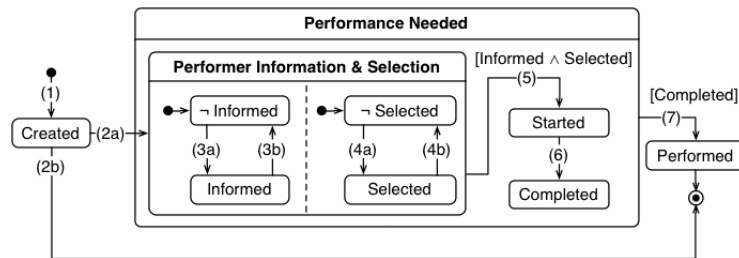 Performance Needed
Performer Information & Selection
[Informed ∧ Selected]
(1)
(5)
[Completed]
¬ Informed
¬ Selected
(7)
Created
(2a)
Started
(2b)
(3a)
(3b)
(4a)
(4b)
(6)
Performed
Informed
Selected
Completed